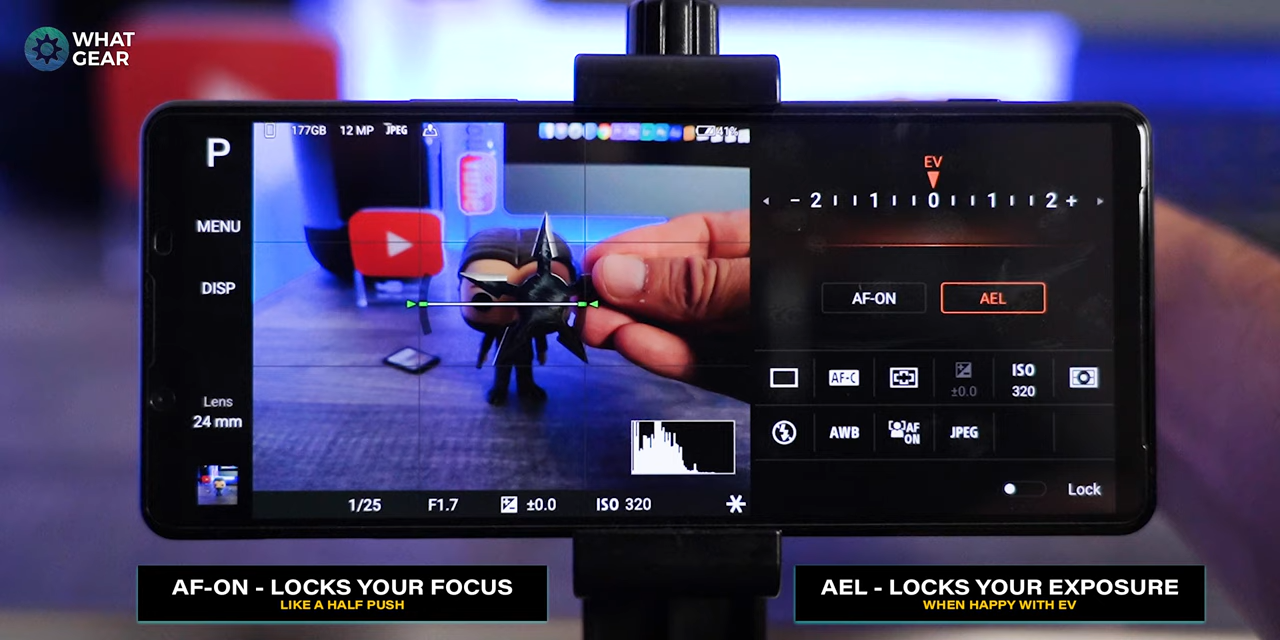 WHAT
GEAR
P
MENU
DISP
Lens
24 mm
177GB 12 MP JPEG 41%
1/25 F1.7 ±0.0 ISO 320
EV
− 2 1 0 1 2 +
AF-ON AEL
AF-C ±0.0 ISO 320
AWB AF ON JPEG
Lock
AF-ON - LOCKS YOUR FOCUS
LIKE A HALF PUSH
AEL - LOCKS YOUR EXPOSURE
WHEN HAPPY WITH EV